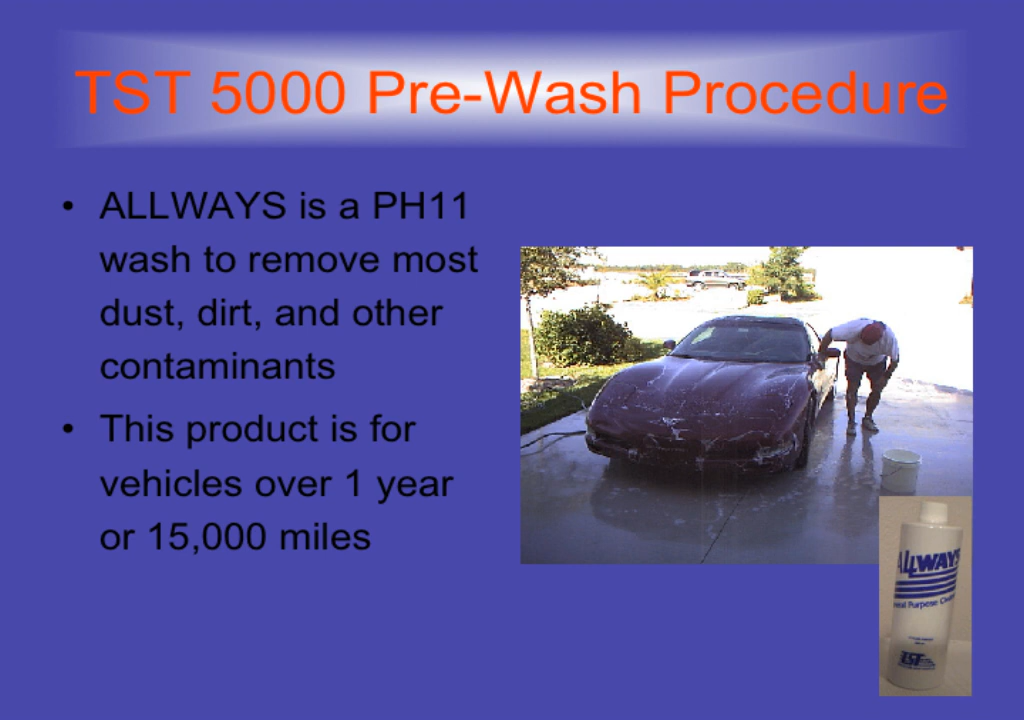 TST 5000 Pre-Wash Procedure
• ALLWAYS is a PH11
wash to remove most
dust, dirt, and other
contaminants
• This product is for
vehicles over 1 year
or 15,000 miles
ALLWAYS
Purpose
TST